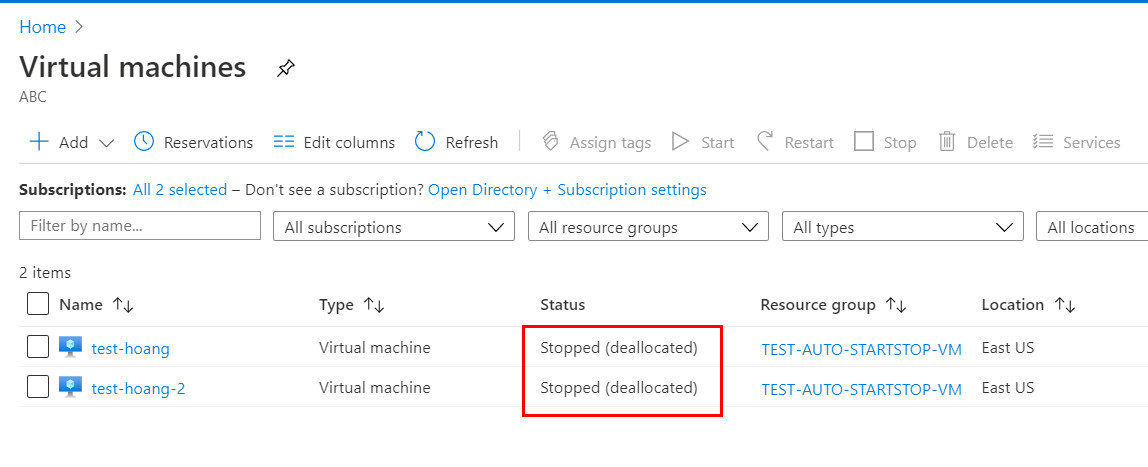 Home >
Virtual machines
ABC
Add Reservations Edit columns Refresh Assign tags Start Restart Stop Delete Services
Subscriptions: All 2 selected – Don't see a subscription? Open Directory + Subscription settings
Filter by name... All subscriptions All resource groups All types All locations
2 items
Name Type Status Resource group Location
test-hoang Virtual machine Stopped (deallocated) TEST-AUTO-STARTSTOP-VM East US
test-hoang-2 Virtual machine Stopped (deallocated) TEST-AUTO-STARTSTOP-VM East US